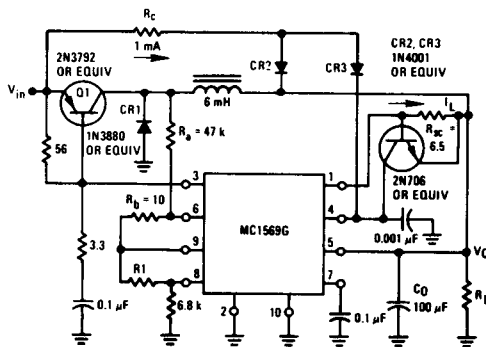 Rc
1 mA
2N3792
OR EQUIV
CR2
CR3
CR2, CR3
1N4001
OR EQUIV
Vin
Q1
CR1
6 mH
IL
Rsc =
6.5
1N3880
OR EQUIV
Ra = 47 k
56
2N706
OR EQUIV
3
1
Rb = 10
6
4
0.001 µF
MC1569G
3.3
9
5
VO
R1
8
7
0.1 µF
6.8 k
2
10
0.1 µF
CO
100 µF